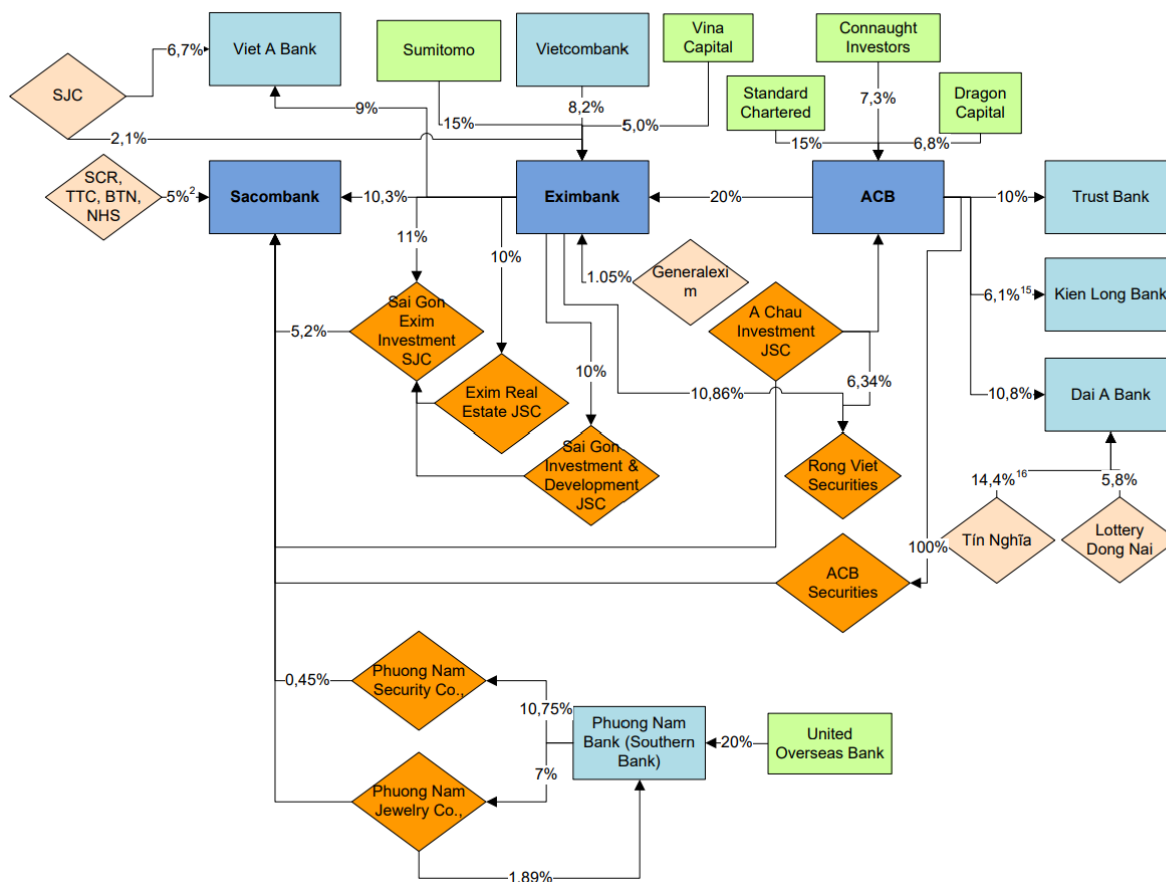 Vina
Capital
Connaught
Investors
6,7%
Viet A Bank
Sumitomo
Vietcombank
SJC
Standard
Chartered
Dragon
Capital
9%
8,2%
7,3%
15%
5,0%
2,1%
15%
6,8%
SCR,
TTC, BTN,
NHS
5%²
Sacombank
10,3%
Eximbank
20%
ACB
10%
Trust Bank
11%
10%
1.05%
Generalexi
m
6,1%¹⁵
Kien Long Bank
Sai Gon
Exim
Investment
SJC
5,2%
A Chau
Investment
JSC
10%
6,34%
Exim Real
Estate JSC
10,86%
10,8%
Dai A Bank
Sai Gon
Investment &
Development
JSC
Rong Viet
Securities
14,4%¹⁶
5,8%
Tín Nghĩa
Lottery
Dong Nai
100%
ACB
Securities
Phuong Nam
Security Co.,
0,45%
10,75%
Phuong Nam
Bank (Southern
Bank)
20%
United
Overseas Bank
7%
Phuong Nam
Jewelry Co.,
1,89%